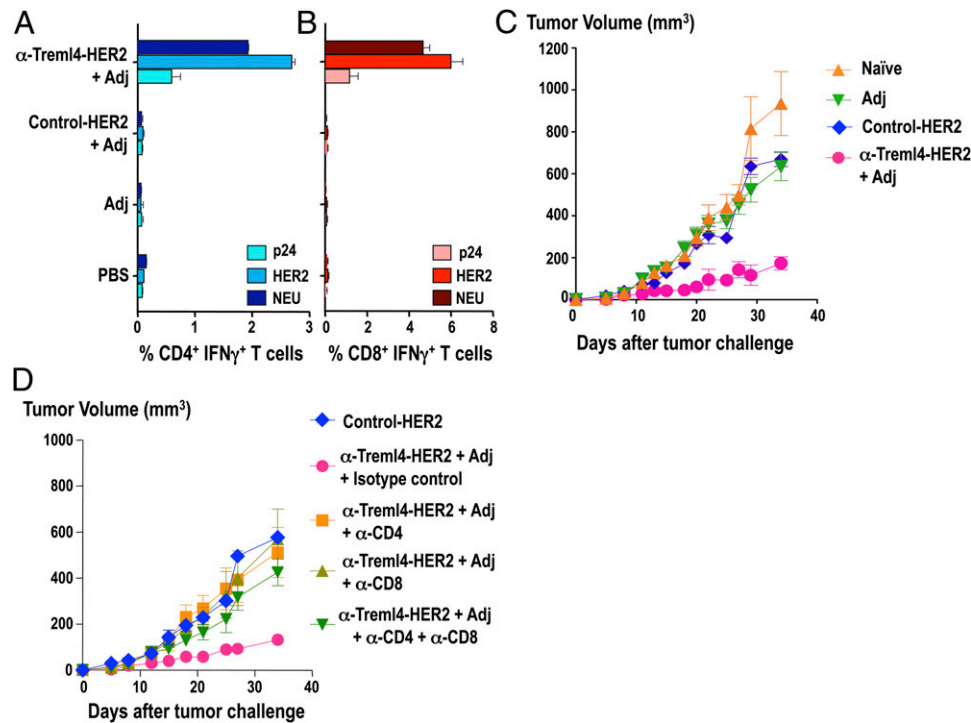 A
α-Treml4-HER2
+ Adj
Control-HER2
+ Adj
Adj
PBS
p24
HER2
NEU
0 1 2 3
% CD4⁺ IFNγ⁺ T cells
B
p24
HER2
NEU
0 2 4 6 8
% CD8⁺ IFNγ⁺ T cells
C
Tumor Volume (mm³)
1200
1000
800
600
400
200
0
0 10 20 30 40
Days after tumor challenge
Naïve
Adj
Control-HER2
α-Treml4-HER2
+ Adj
D
Tumor Volume (mm³)
1000
800
600
400
200
0
0 10 20 30 40
Days after tumor challenge
Control-HER2
α-Treml4-HER2 + Adj
+ Isotype control
α-Treml4-HER2 + Adj
+ α-CD4
α-Treml4-HER2 + Adj
+ α-CD8
α-Treml4-HER2 + Adj
+ α-CD4 + α-CD8